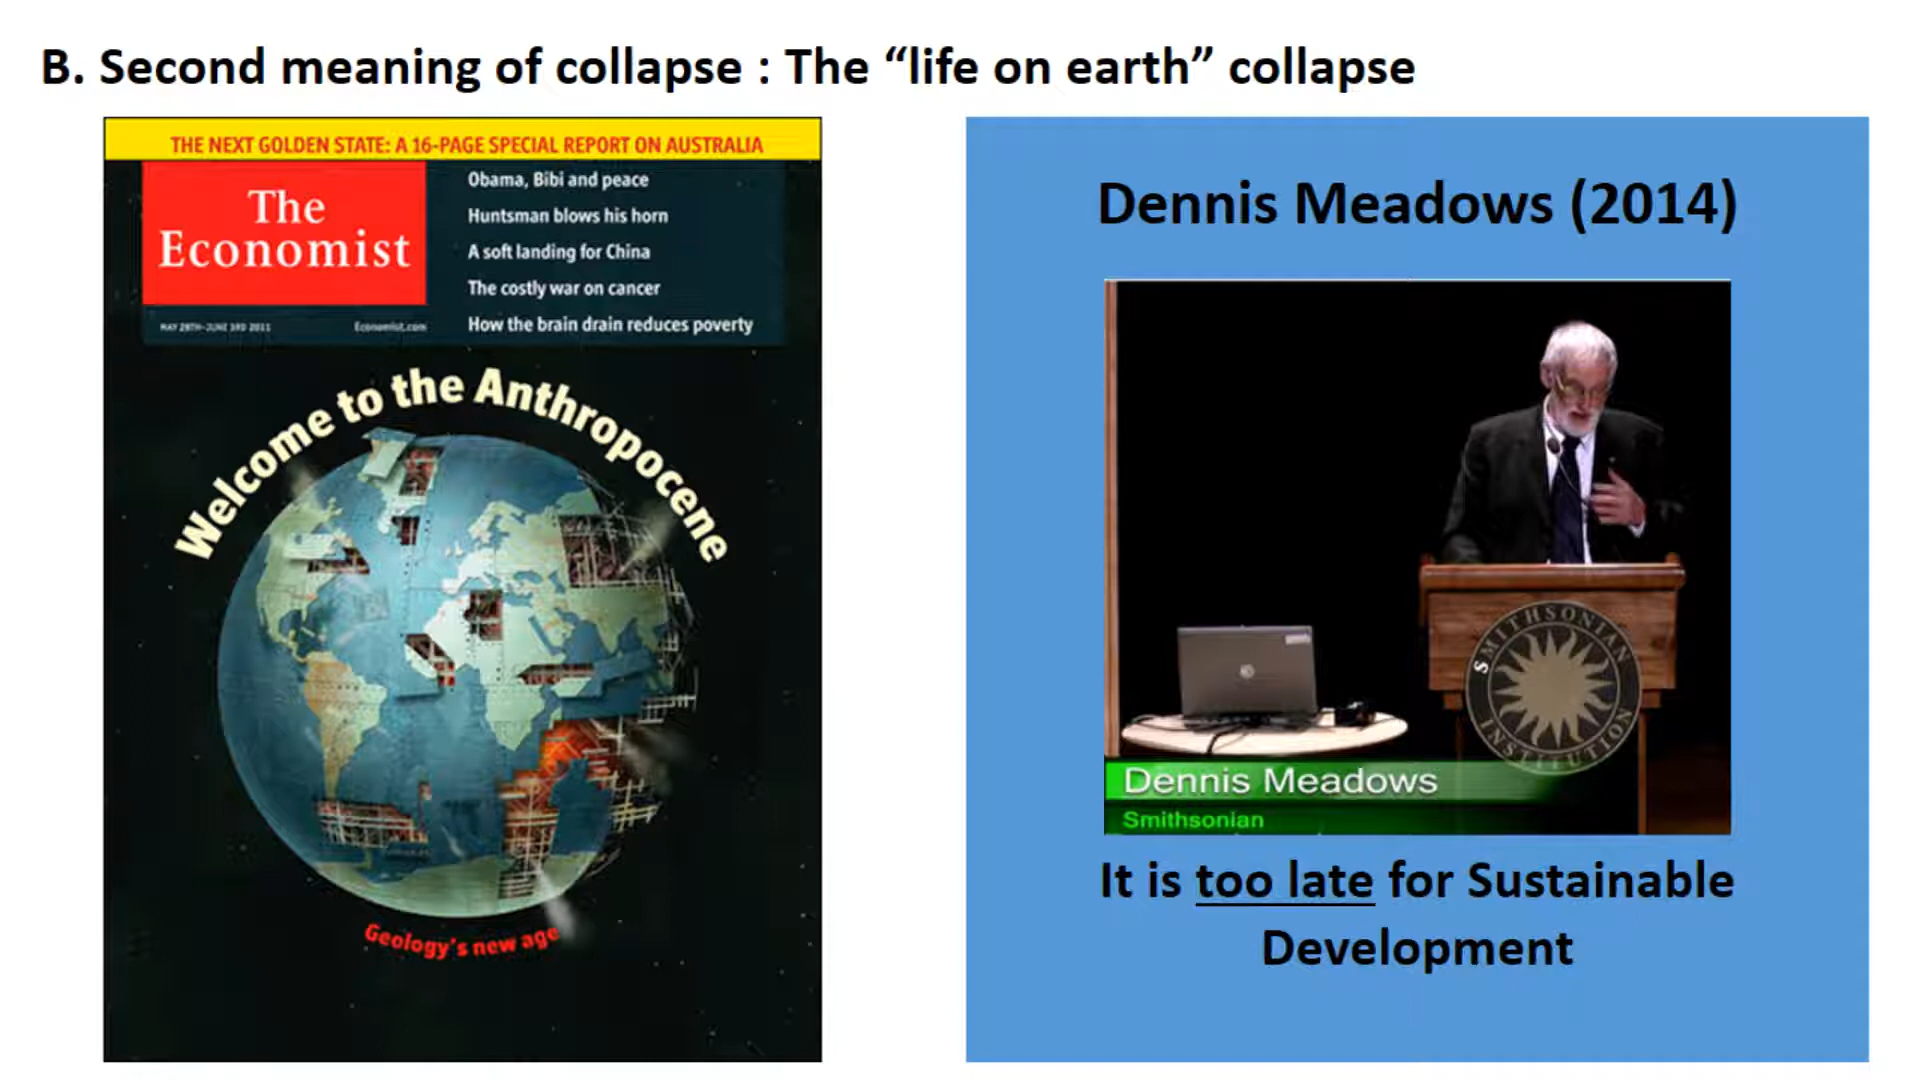 B. Second meaning of collapse : The “life on earth” collapse
THE NEXT GOLDEN STATE: A 16-PAGE SPECIAL REPORT ON AUSTRALIA
The
Economist
MAY 28TH–JUNE 3RD 2011
Economist.com
Obama, Bibi and peace
Huntsman blows his horn
A soft landing for China
The costly war on cancer
How the brain drain reduces poverty
Welcome to the Anthropocene
Geology's new age
Dennis Meadows (2014)
SMITHSONIAN
INSTITUTION
Dennis Meadows
Smithsonian
It is too late for Sustainable
Development